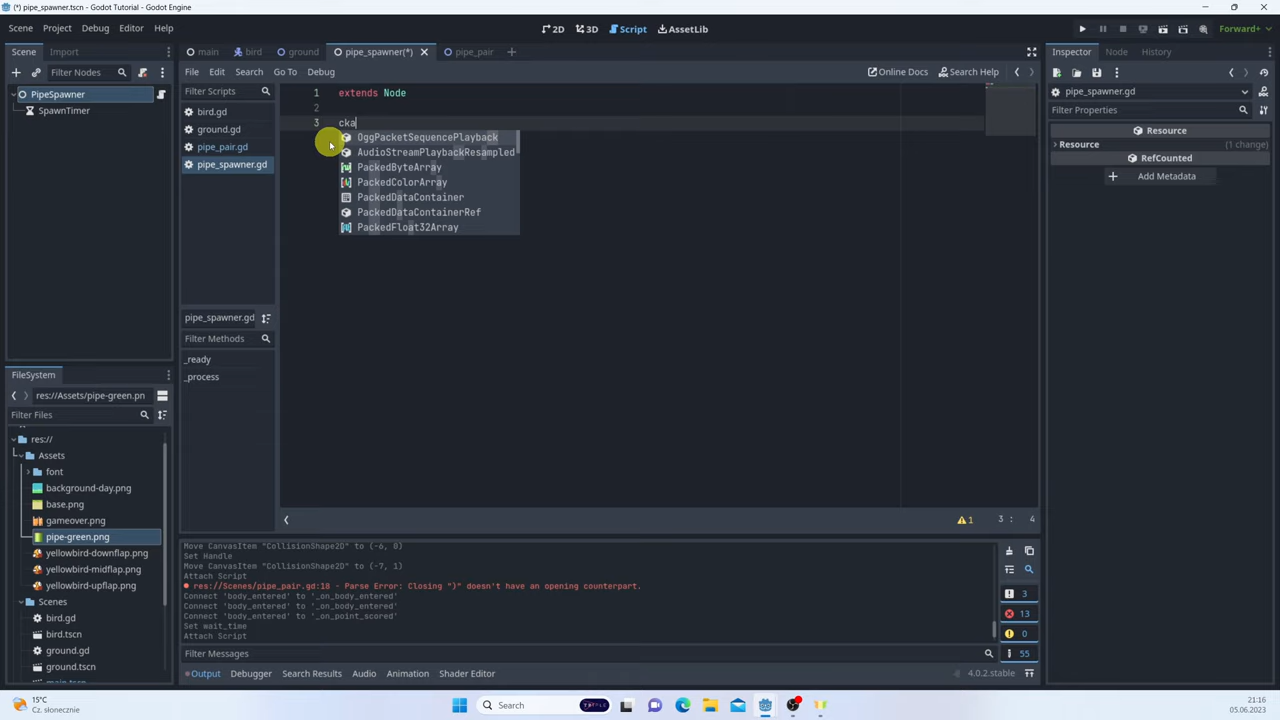 (*) pipe_spawner.tscn - Godot Tutorial - Godot Engine
Scene Project Debug Editor Help
2D 3D Script AssetLib
Forward+
Scene Import
main bird ground pipe_spawner(*) pipe_pair
Inspector Node History
Filter Nodes
File Edit Search Go To Debug
Online Docs Search Help
PipeSpawner
SpawnTimer
Filter Scripts
bird.gd
ground.gd
pipe_pair.gd
pipe_spawner.gd
1 extends Node
2
3 cka
OggPacketSequencePlayback
AudioStreamPlaybackResampled
PackedByteArray
PackedColorArray
PackedDataContainer
PackedDataContainerRef
PackedFloat32Array
pipe_spawner.gd
Filter Properties
Resource
Resource (1 change)
RefCounted
Add Metadata
pipe_spawner.gd
Filter Methods
_ready
_process
FileSystem
res://Assets/pipe-green.pn
Filter Files
res://
Assets
font
background-day.png
base.png
gameover.png
pipe-green.png
yellowbird-downflap.png
yellowbird-midflap.png
yellowbird-upflap.png
Scenes
bird.gd
bird.tscn
ground.gd
ground.tscn
1 3 : 4
Move CanvasItem "CollisionShape2D" to (-6, 0)
Set Handle
Move CanvasItem "CollisionShape2D" to (-7, 1)
Attach Script
res://Scenes/pipe_pair.gd:18 - Parse Error: Closing "}" doesn't have an opening counterpart.
Connect 'body_entered' to '_on_body_entered'
Connect 'body_entered' to '_on_body_entered'
Connect 'body_entered' to '_on_point_scored'
Set wait_time
Attach Script
3
13
0
55
Filter Messages
Output Debugger Search Results Audio Animation Shader Editor
4.0.2.stable
15°C
Cz. słonecznie
Search
21:16
05.06.2023